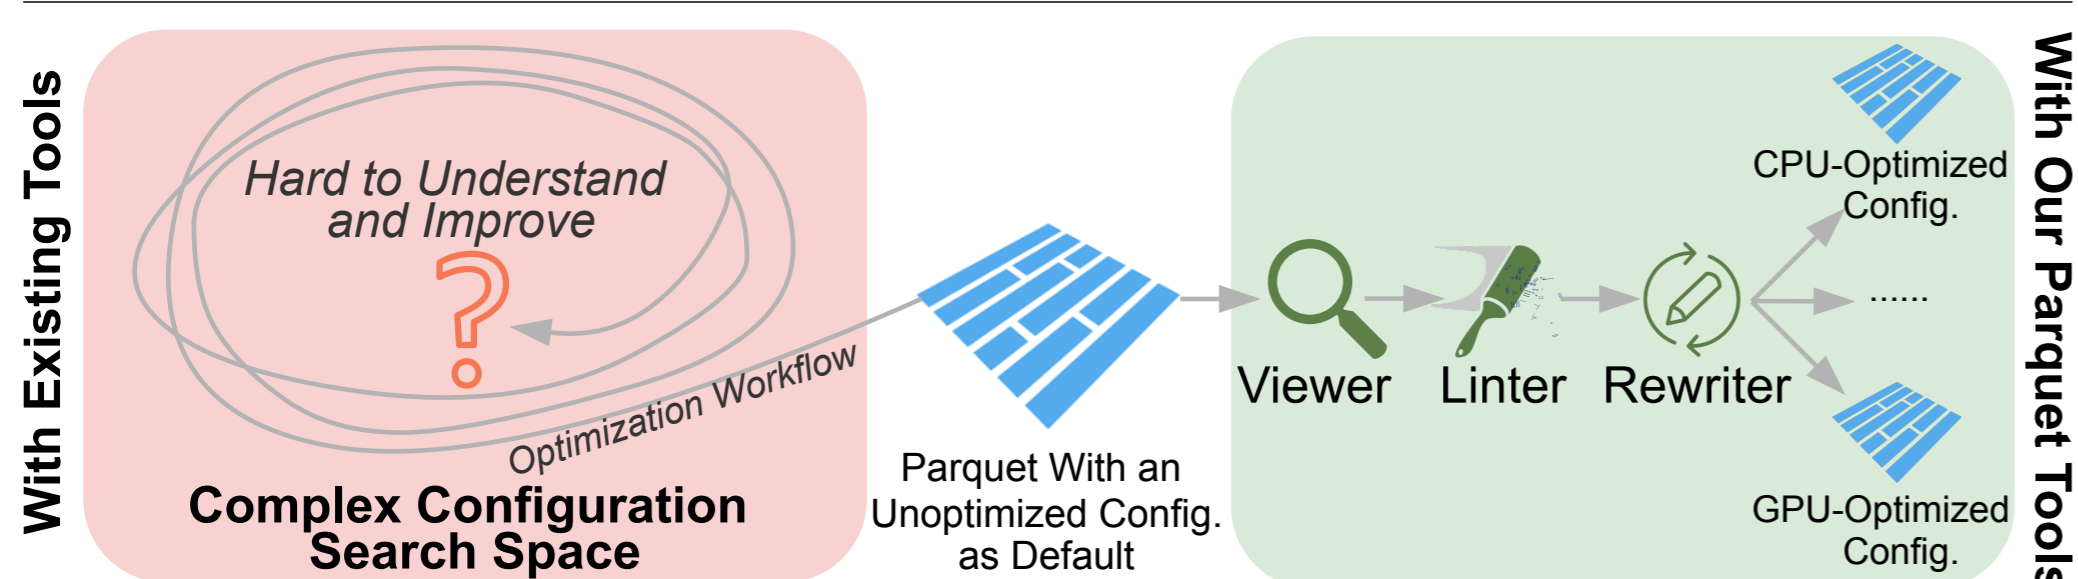 With Existing Tools
Hard to Understand
and Improve
?
Optimization Workflow
Complex Configuration
Search Space
Parquet With an
Unoptimized Config.
as Default
Viewer
Linter
Rewriter
CPU-Optimized
Config.
......
GPU-Optimized
Config.
With Our Parquet Tools